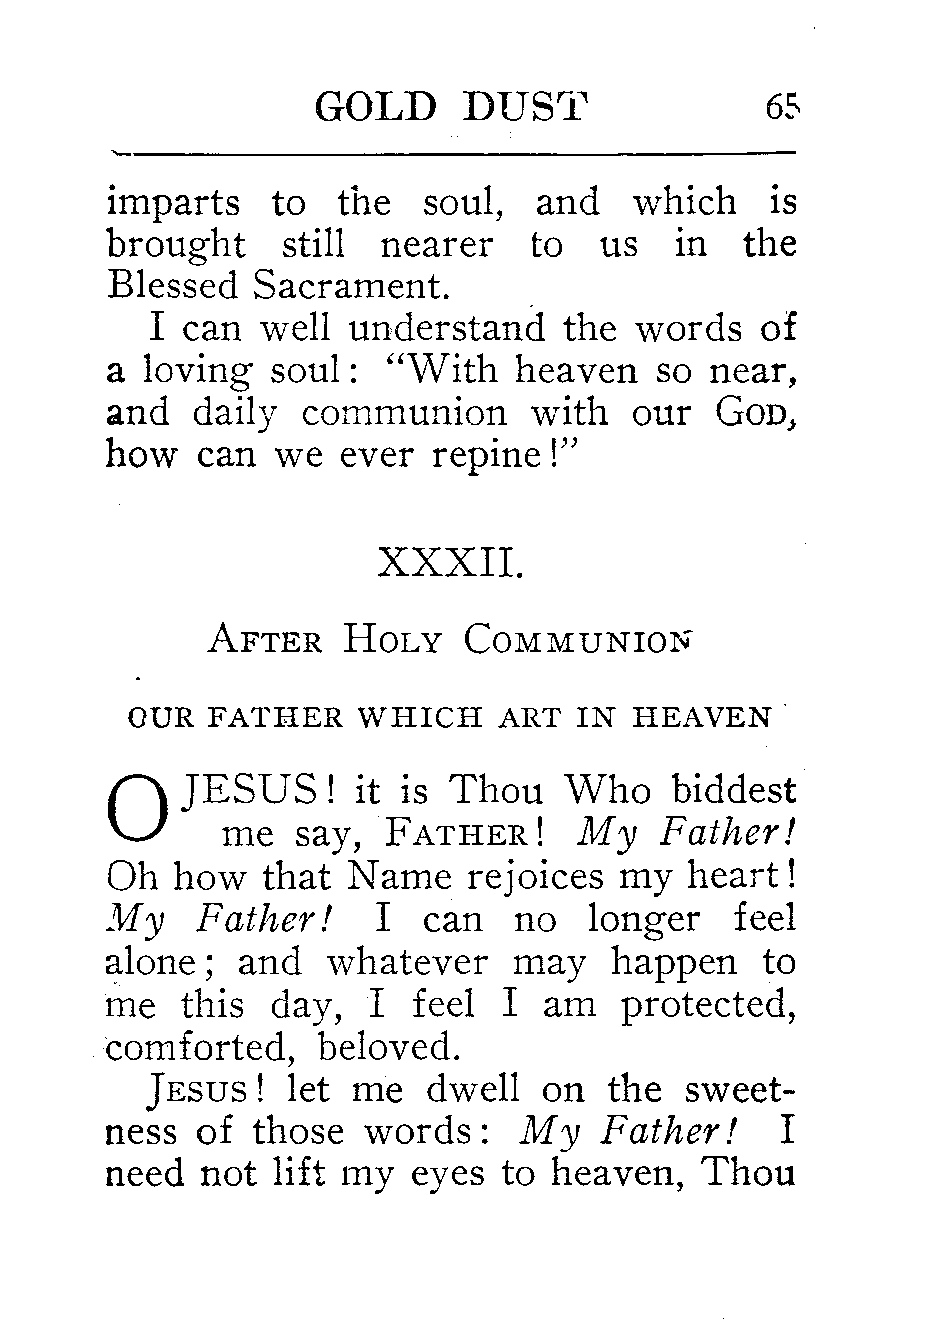 GOLD DUST 65
imparts to the soul, and which is
brought still nearer to us in the
Blessed Sacrament.
I can well understand the words of
a loving soul: “With heaven so near,
and daily communion with our GOD,
how can we ever repine!”
XXXII.
AFTER HOLY COMMUNION
OUR FATHER WHICH ART IN HEAVEN
O JESUS! it is Thou Who biddest
me say, FATHER! My Father!
Oh how that Name rejoices my heart!
My Father! I can no longer feel
alone; and whatever may happen to
me this day, I feel I am protected,
comforted, beloved.
JESUS! let me dwell on the sweet-
ness of those words: My Father! I
need not lift my eyes to heaven, Thou